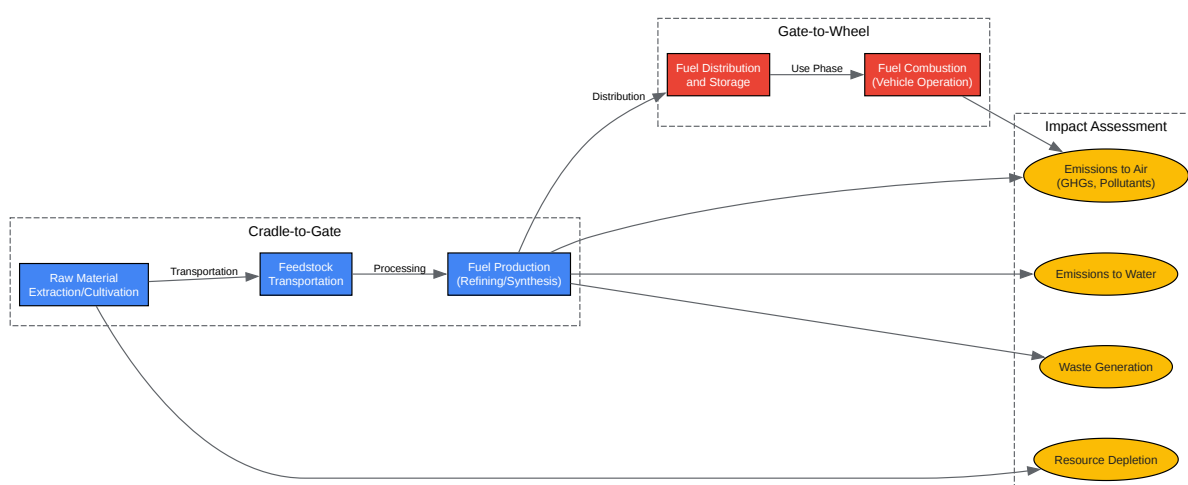 Gate-to-Wheel
Fuel Distribution
and Storage
Use Phase
Fuel Combustion
(Vehicle Operation)
Distribution
Impact Assessment
Emissions to Air
(GHGs, Pollutants)
Cradle-to-Gate
Raw Material
Extraction/Cultivation
Transportation
Feedstock
Transportation
Processing
Fuel Production
(Refining/Synthesis)
Emissions to Water
Waste Generation
Resource Depletion